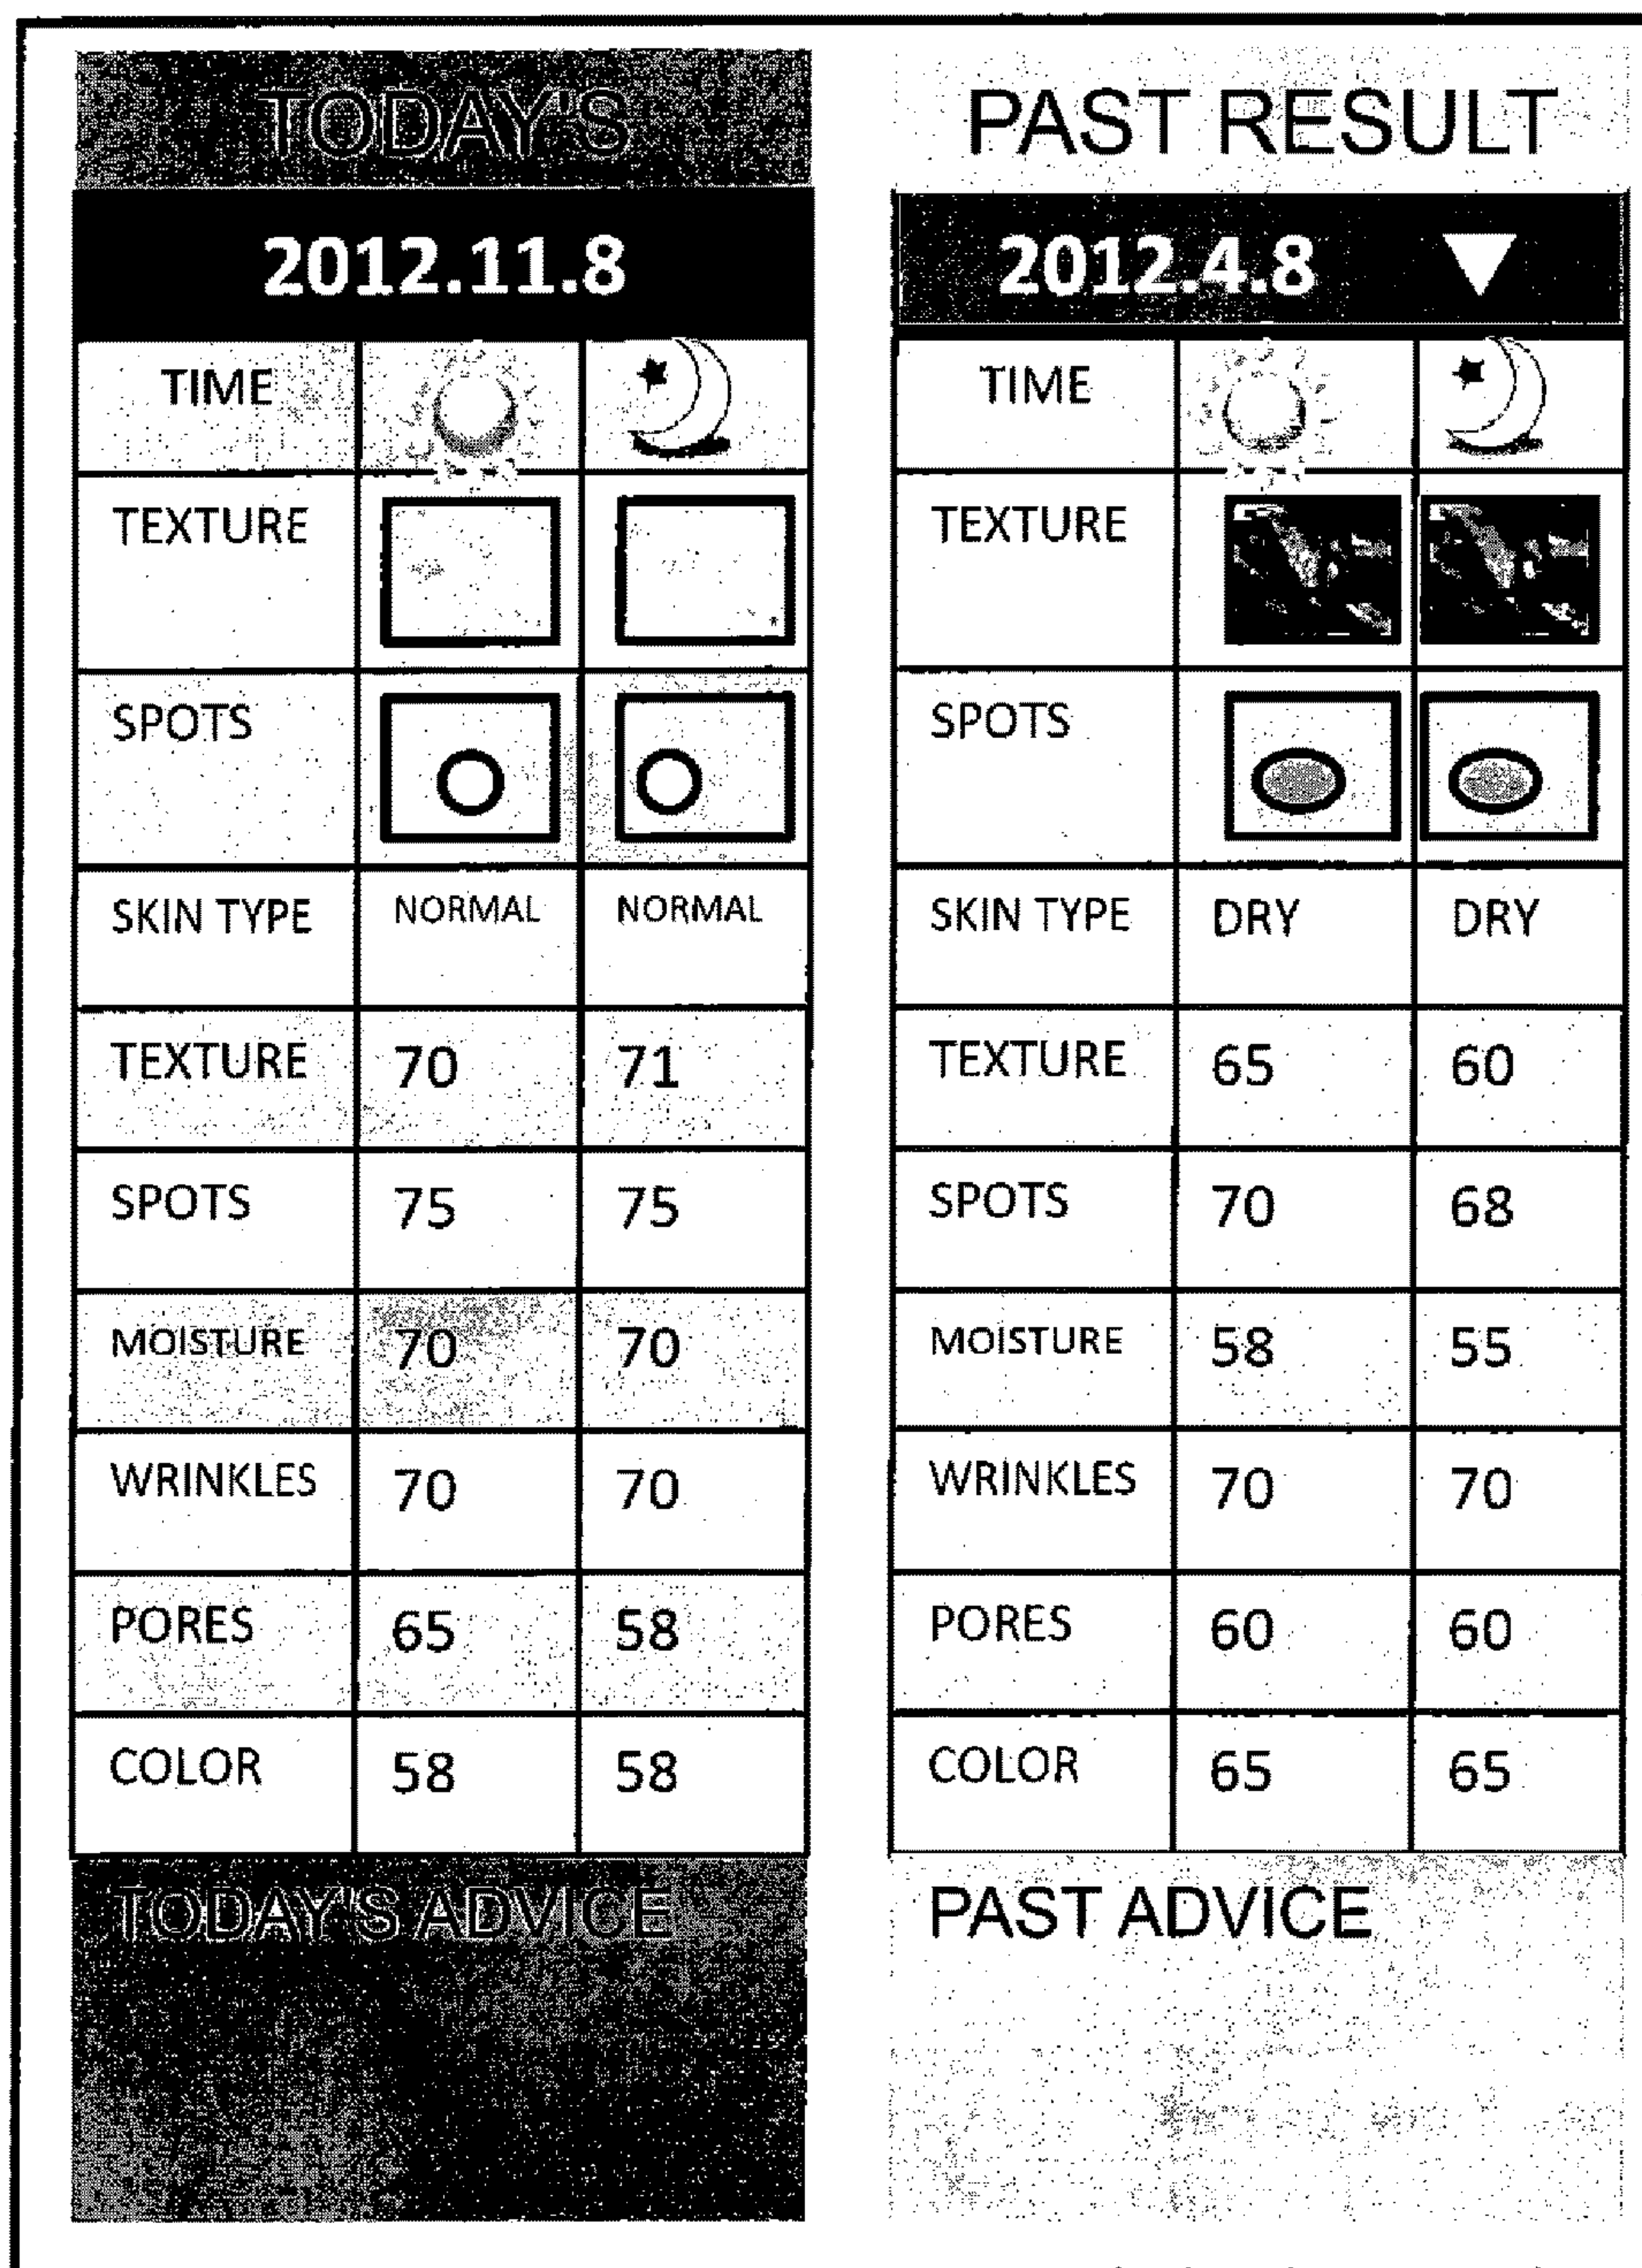 TODAY'S
2012.11.8
TIME
TEXTURE
SPOTS
SKIN TYPE NORMAL NORMAL
TEXTURE 70 71
SPOTS 75 75
MOISTURE 70 70
WRINKLES 70 70
PORES 65 58
COLOR 58 58
TODAY'S ADVICE
PAST RESULT
2012.4.8
TIME
TEXTURE
SPOTS
SKIN TYPE DRY DRY
TEXTURE 65 60
SPOTS 70 68
MOISTURE 58 55
WRINKLES 70 70
PORES 60 60
COLOR 65 65
PAST ADVICE